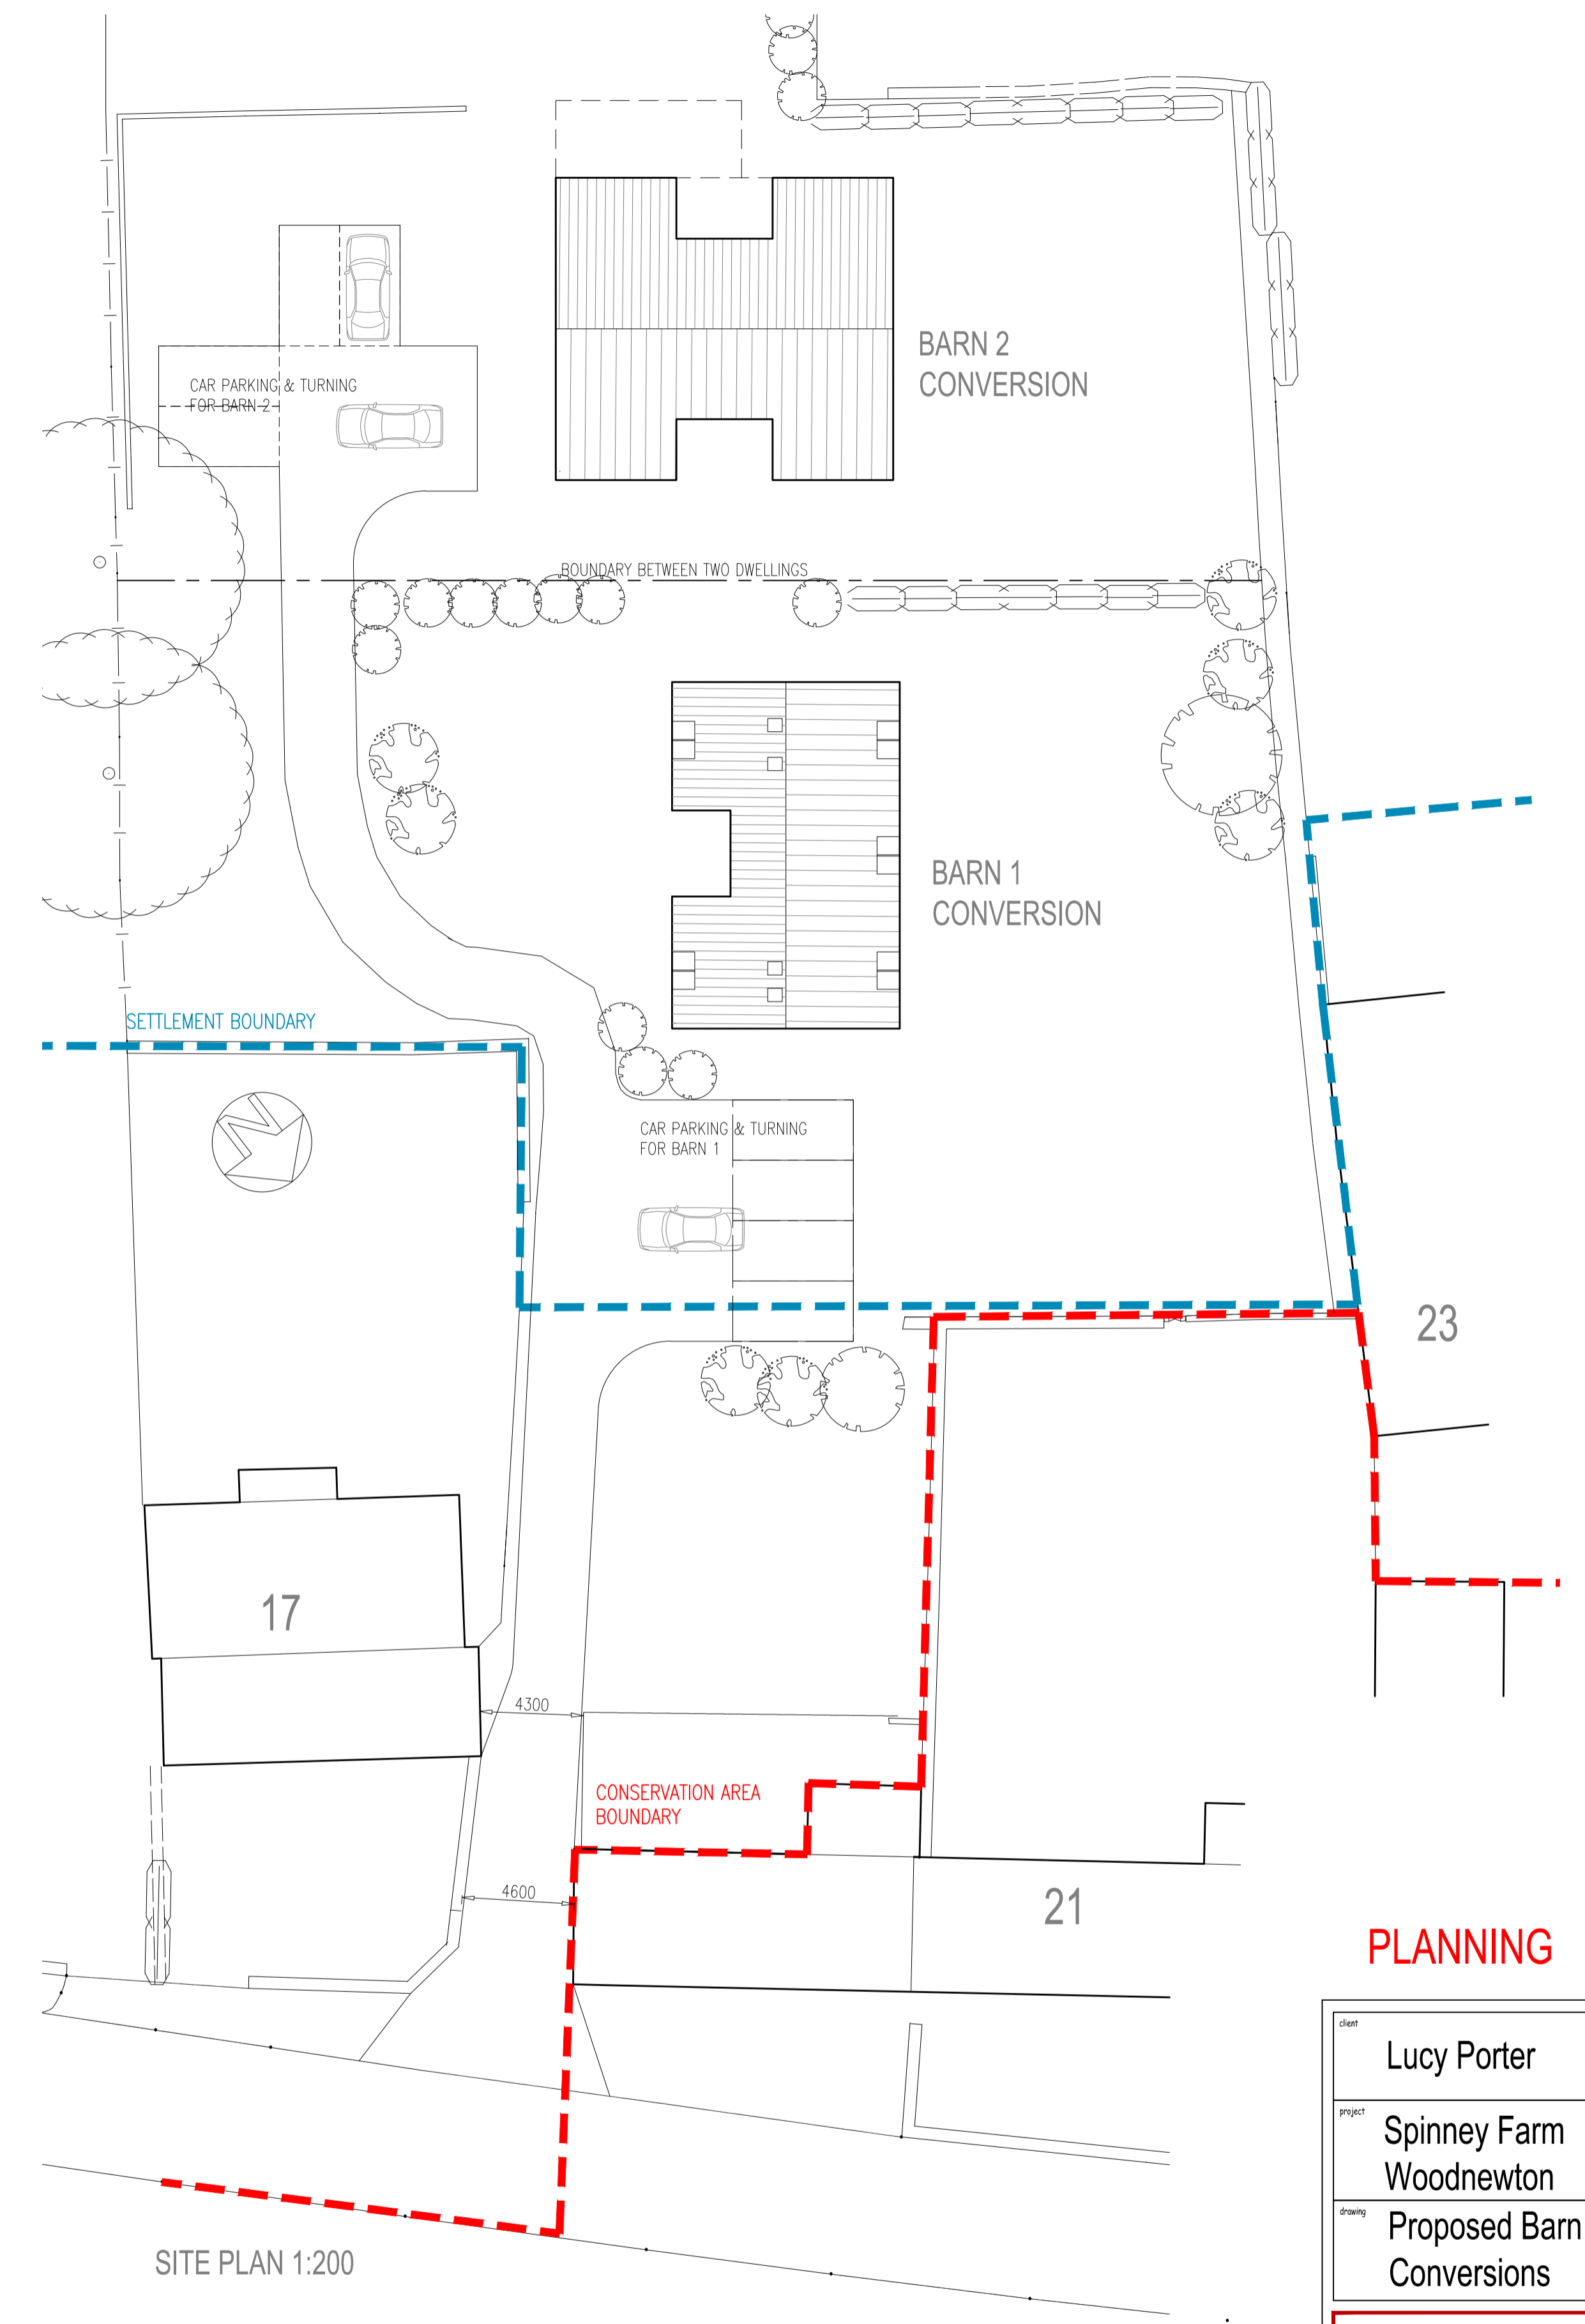 BARN 2
CONVERSION
CAR PARKING & TURNING
FOR BARN 2
BOUNDARY BETWEEN TWO DWELLINGS
BARN 1
CONVERSION
SETTLEMENT BOUNDARY
N
CAR PARKING & TURNING
FOR BARN 1
23
17
4300
CONSERVATION AREA
BOUNDARY
4600
21
PLANNING
client
Lucy Porter
project
Spinney Farm
Woodnewton
drawing
Proposed Barn
Conversions
SITE PLAN 1:200